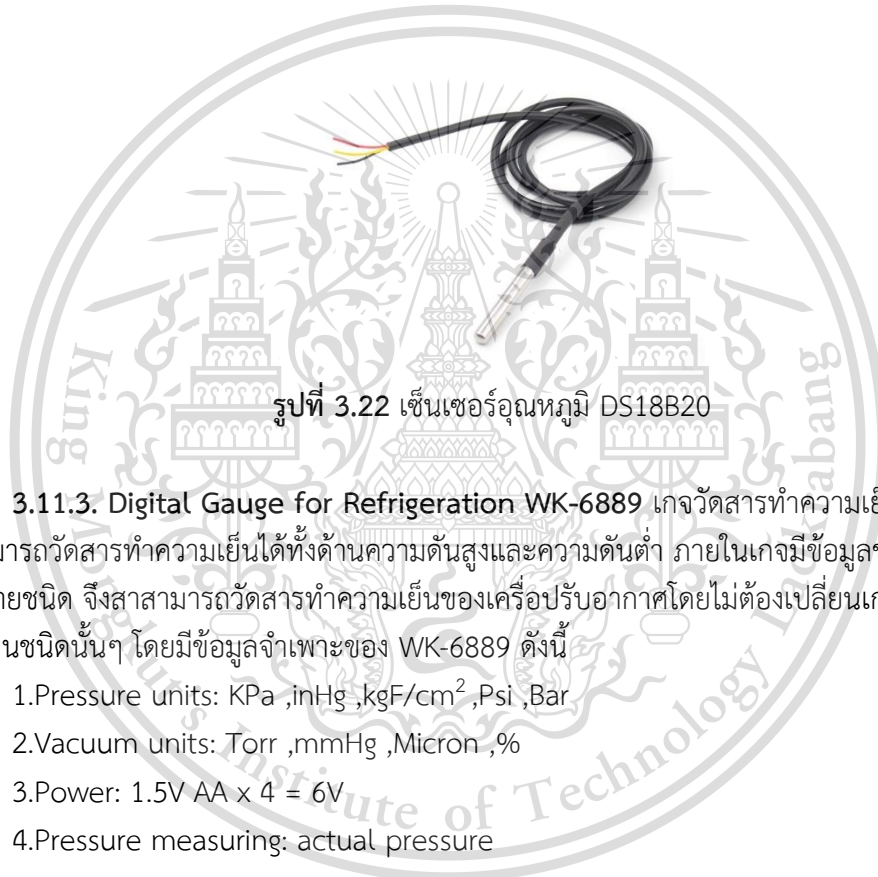 รูปที่ 3.22 เซ็นเซอร์อุณหภูมิ DS18B20
3.11.3. Digital Gauge for Refrigeration WK-6889 เกจวัดสารทำความเย็
มารถวัดสารทำความเย็นได้ทั้งด้านความดันสูงและความดันต่ำ ภายในเกจมีข้อมูลข
ายชนิด จึงสาสามารถวัดสารทำความเย็นของเครื่องปรับอากาศโดยไม่ต้องเปลี่ยนเก
นชนิดนั้นๆ โดยมีข้อมูลจำเพาะของ WK-6889 ดังนี้
1.Pressure units: KPa ,inHg ,kgF/cm² ,Psi ,Bar
2.Vacuum units: Torr ,mmHg ,Micron ,%
3.Power: 1.5V AA x 4 = 6V
4.Pressure measuring: actual pressure
King Mongkut's Institute of Technology Ladkrabang